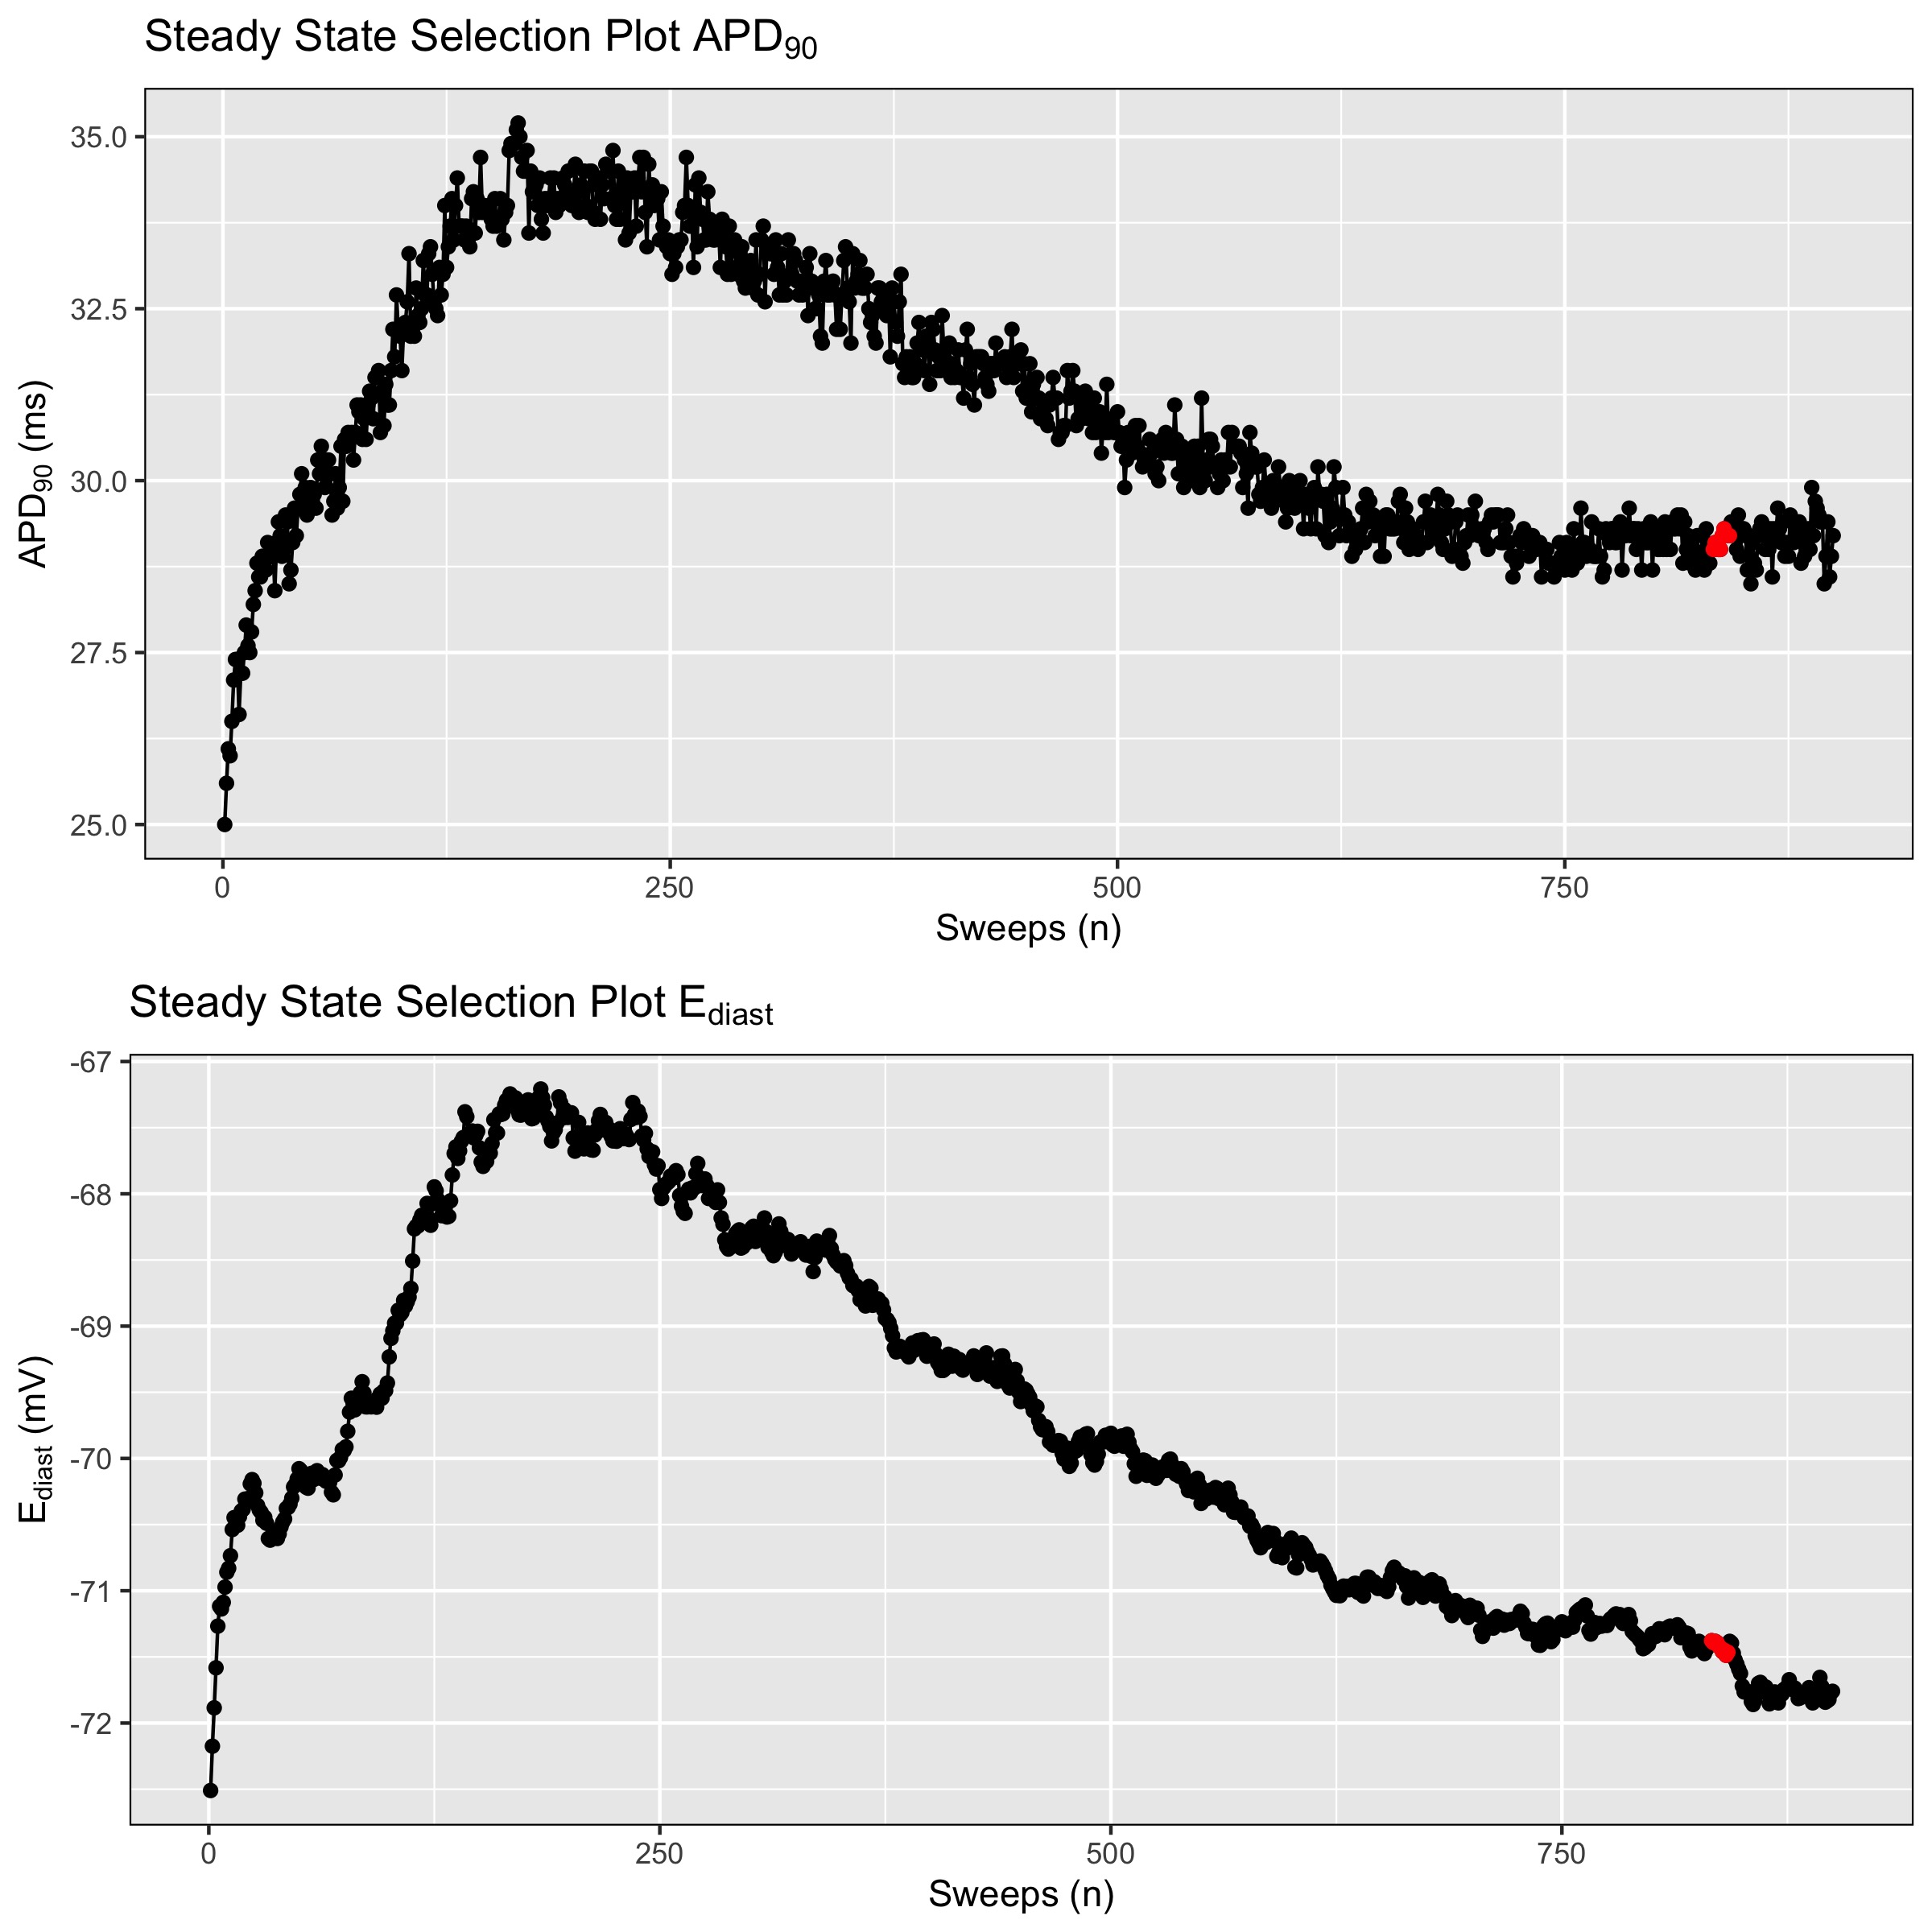 Steady State Selection Plot APD90
35.0
32.5
30.0
27.5
25.0
APD90 (ms)
0 250 500 750
Sweeps (n)
Steady State Selection Plot Ediast
-67
-68
-69
-70
-71
-72
Ediast (mV)
0 250 500 750
Sweeps (n)